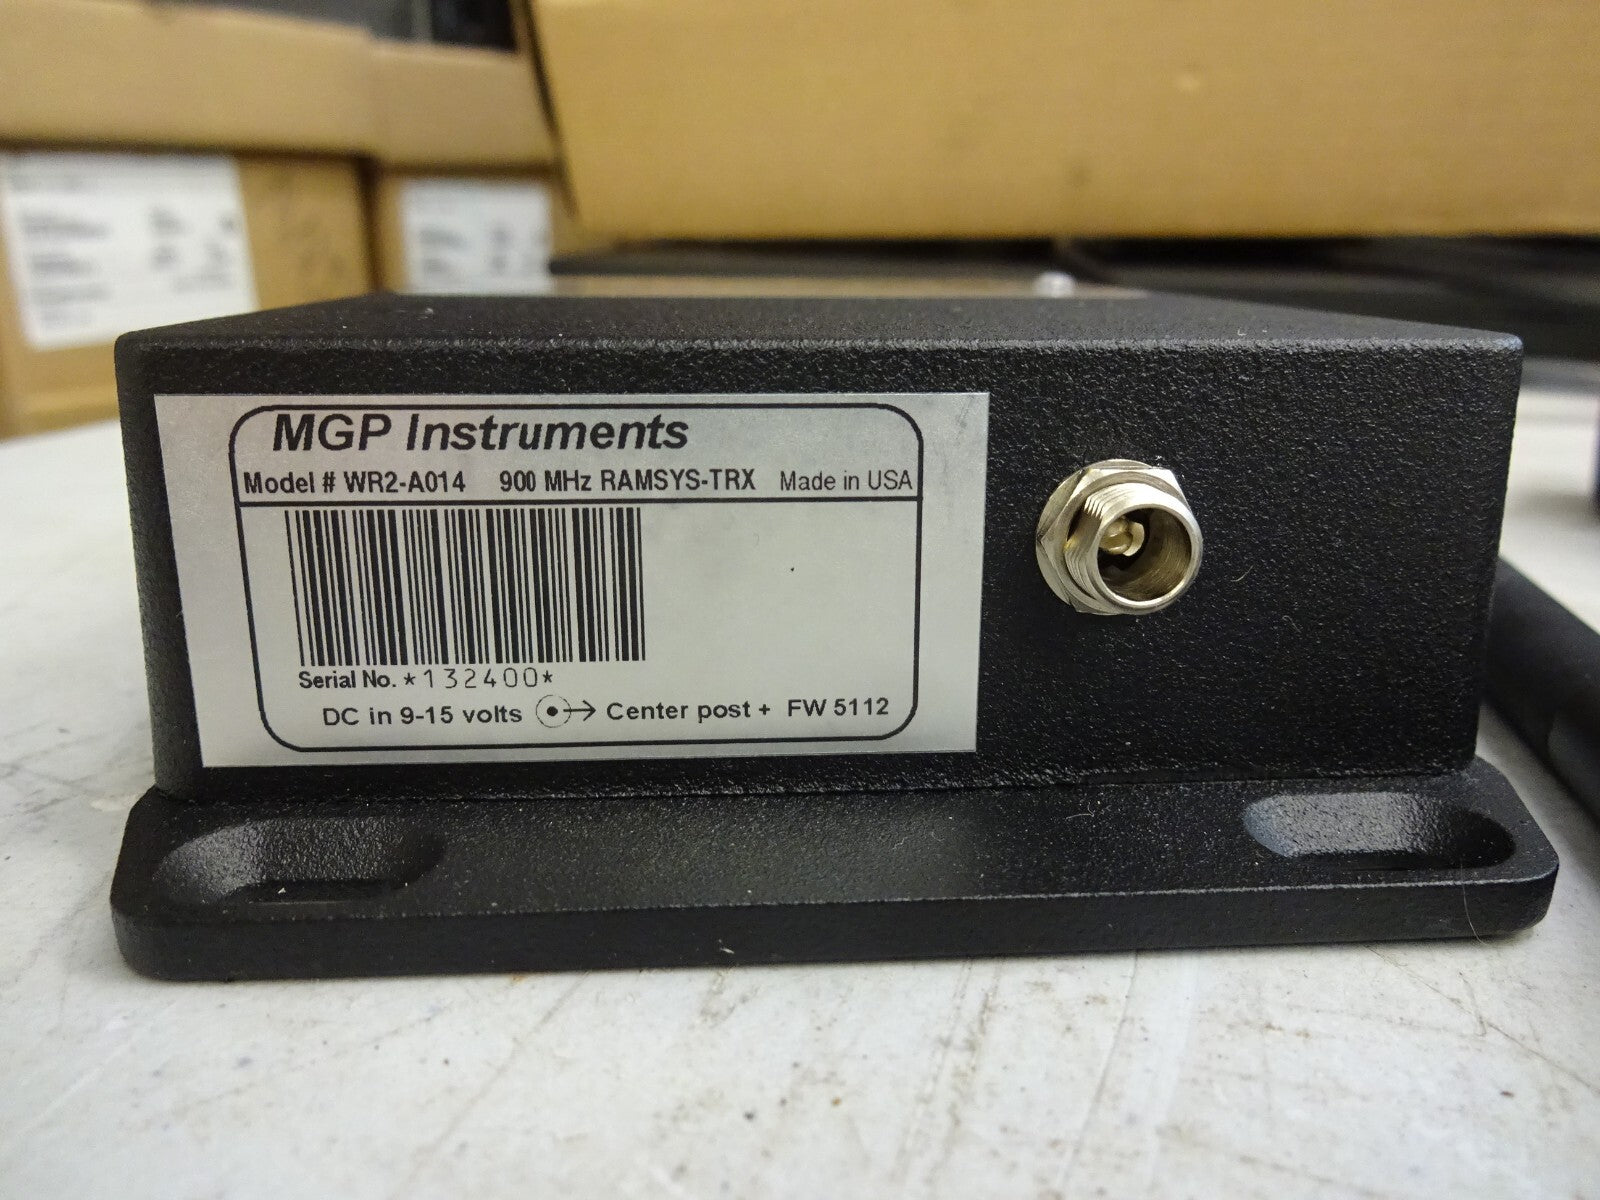 MGP Instruments
Model # WR2-A014 900 MHz RAMSYS-TRX Made in USA
Serial No. *132400*
DC in 9-15 volts Center post + FW 5112